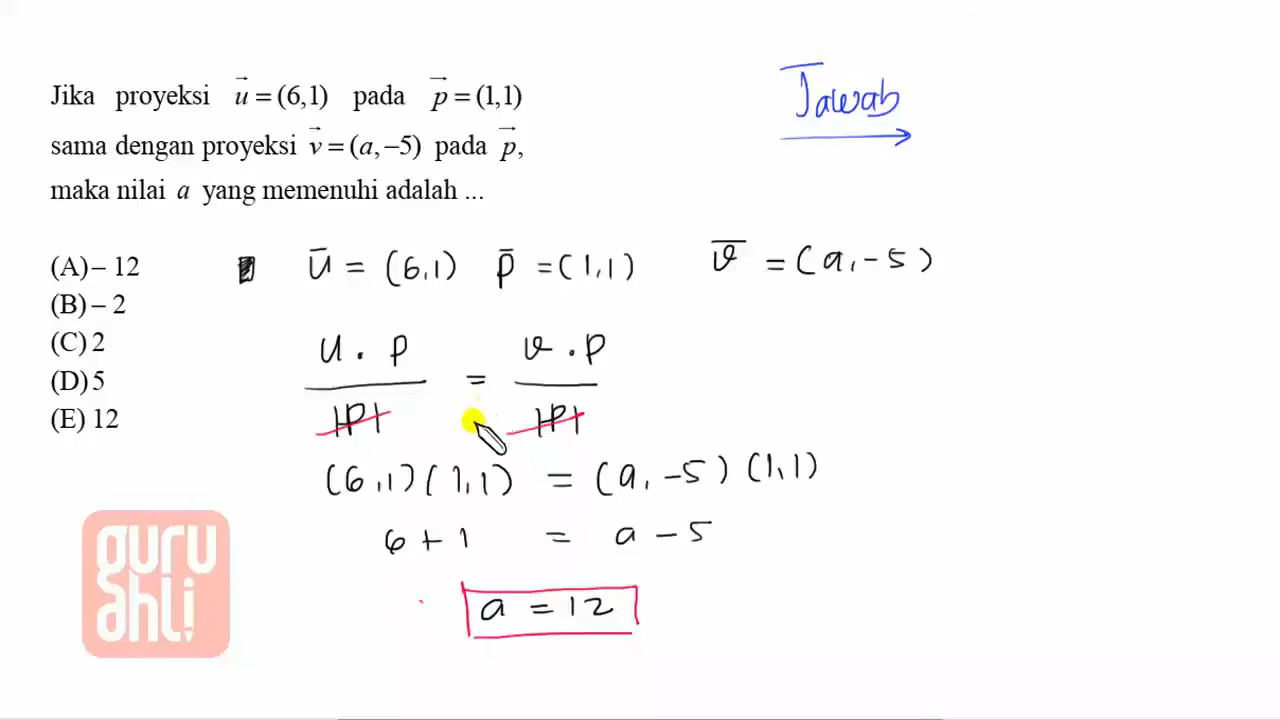 Jawab
Jika proyeksi u⃗ = (6,1) pada p⃗ = (1,1)
sama dengan proyeksi v⃗ = (a,−5) pada p⃗,
maka nilai a yang memenuhi adalah ...
(A) – 12
(B) – 2
(C) 2
(D) 5
(E) 12
ū = (6,1) p̄ = (1,1) v̄ = (a,-5)
u . p / |p| = v . p / |p|
(6,1)(1,1) = (a,-5)(1,1)
6 + 1 = a - 5
a = 12
guru
ahli